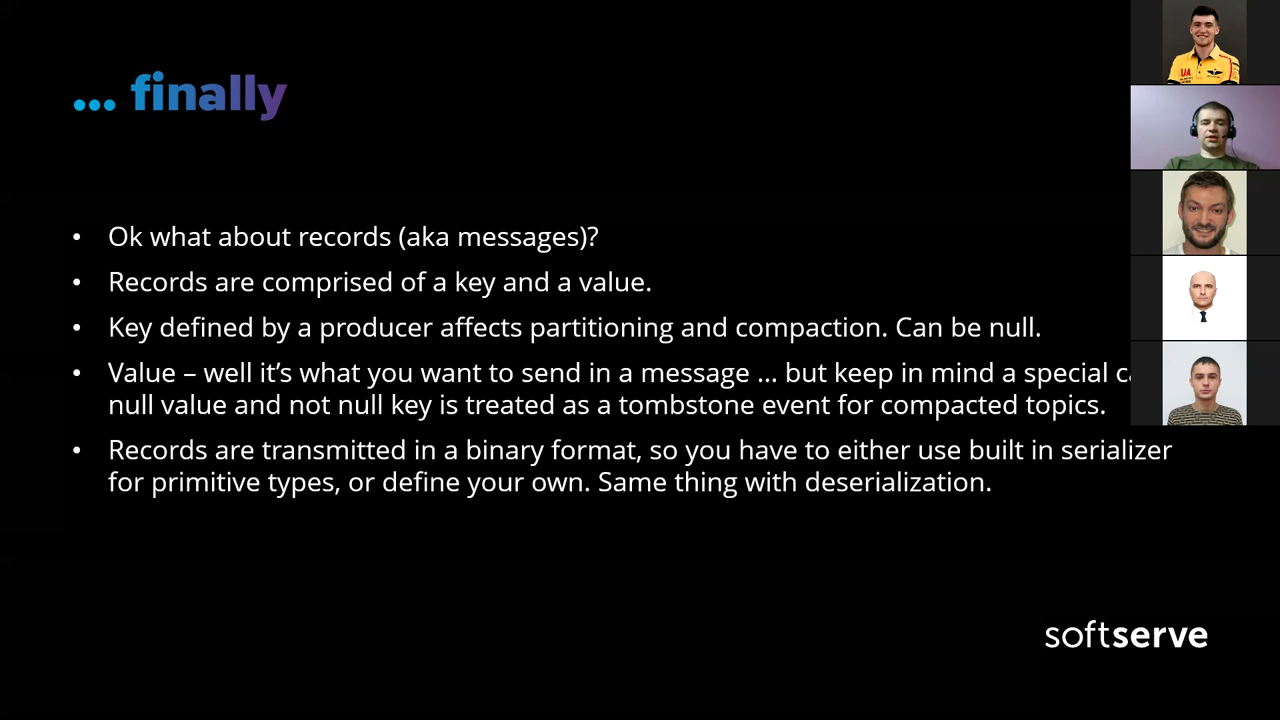 ... finally
• Ok what about records (aka messages)?
• Records are comprised of a key and a value.
• Key defined by a producer affects partitioning and compaction. Can be null.
• Value – well it’s what you want to send in a message … but keep in mind a special
null value and not null key is treated as a tombstone event for compacted topics.
• Records are transmitted in a binary format, so you have to either use built in serializer
for primitive types, or define your own. Same thing with deserialization.
softserve
UA